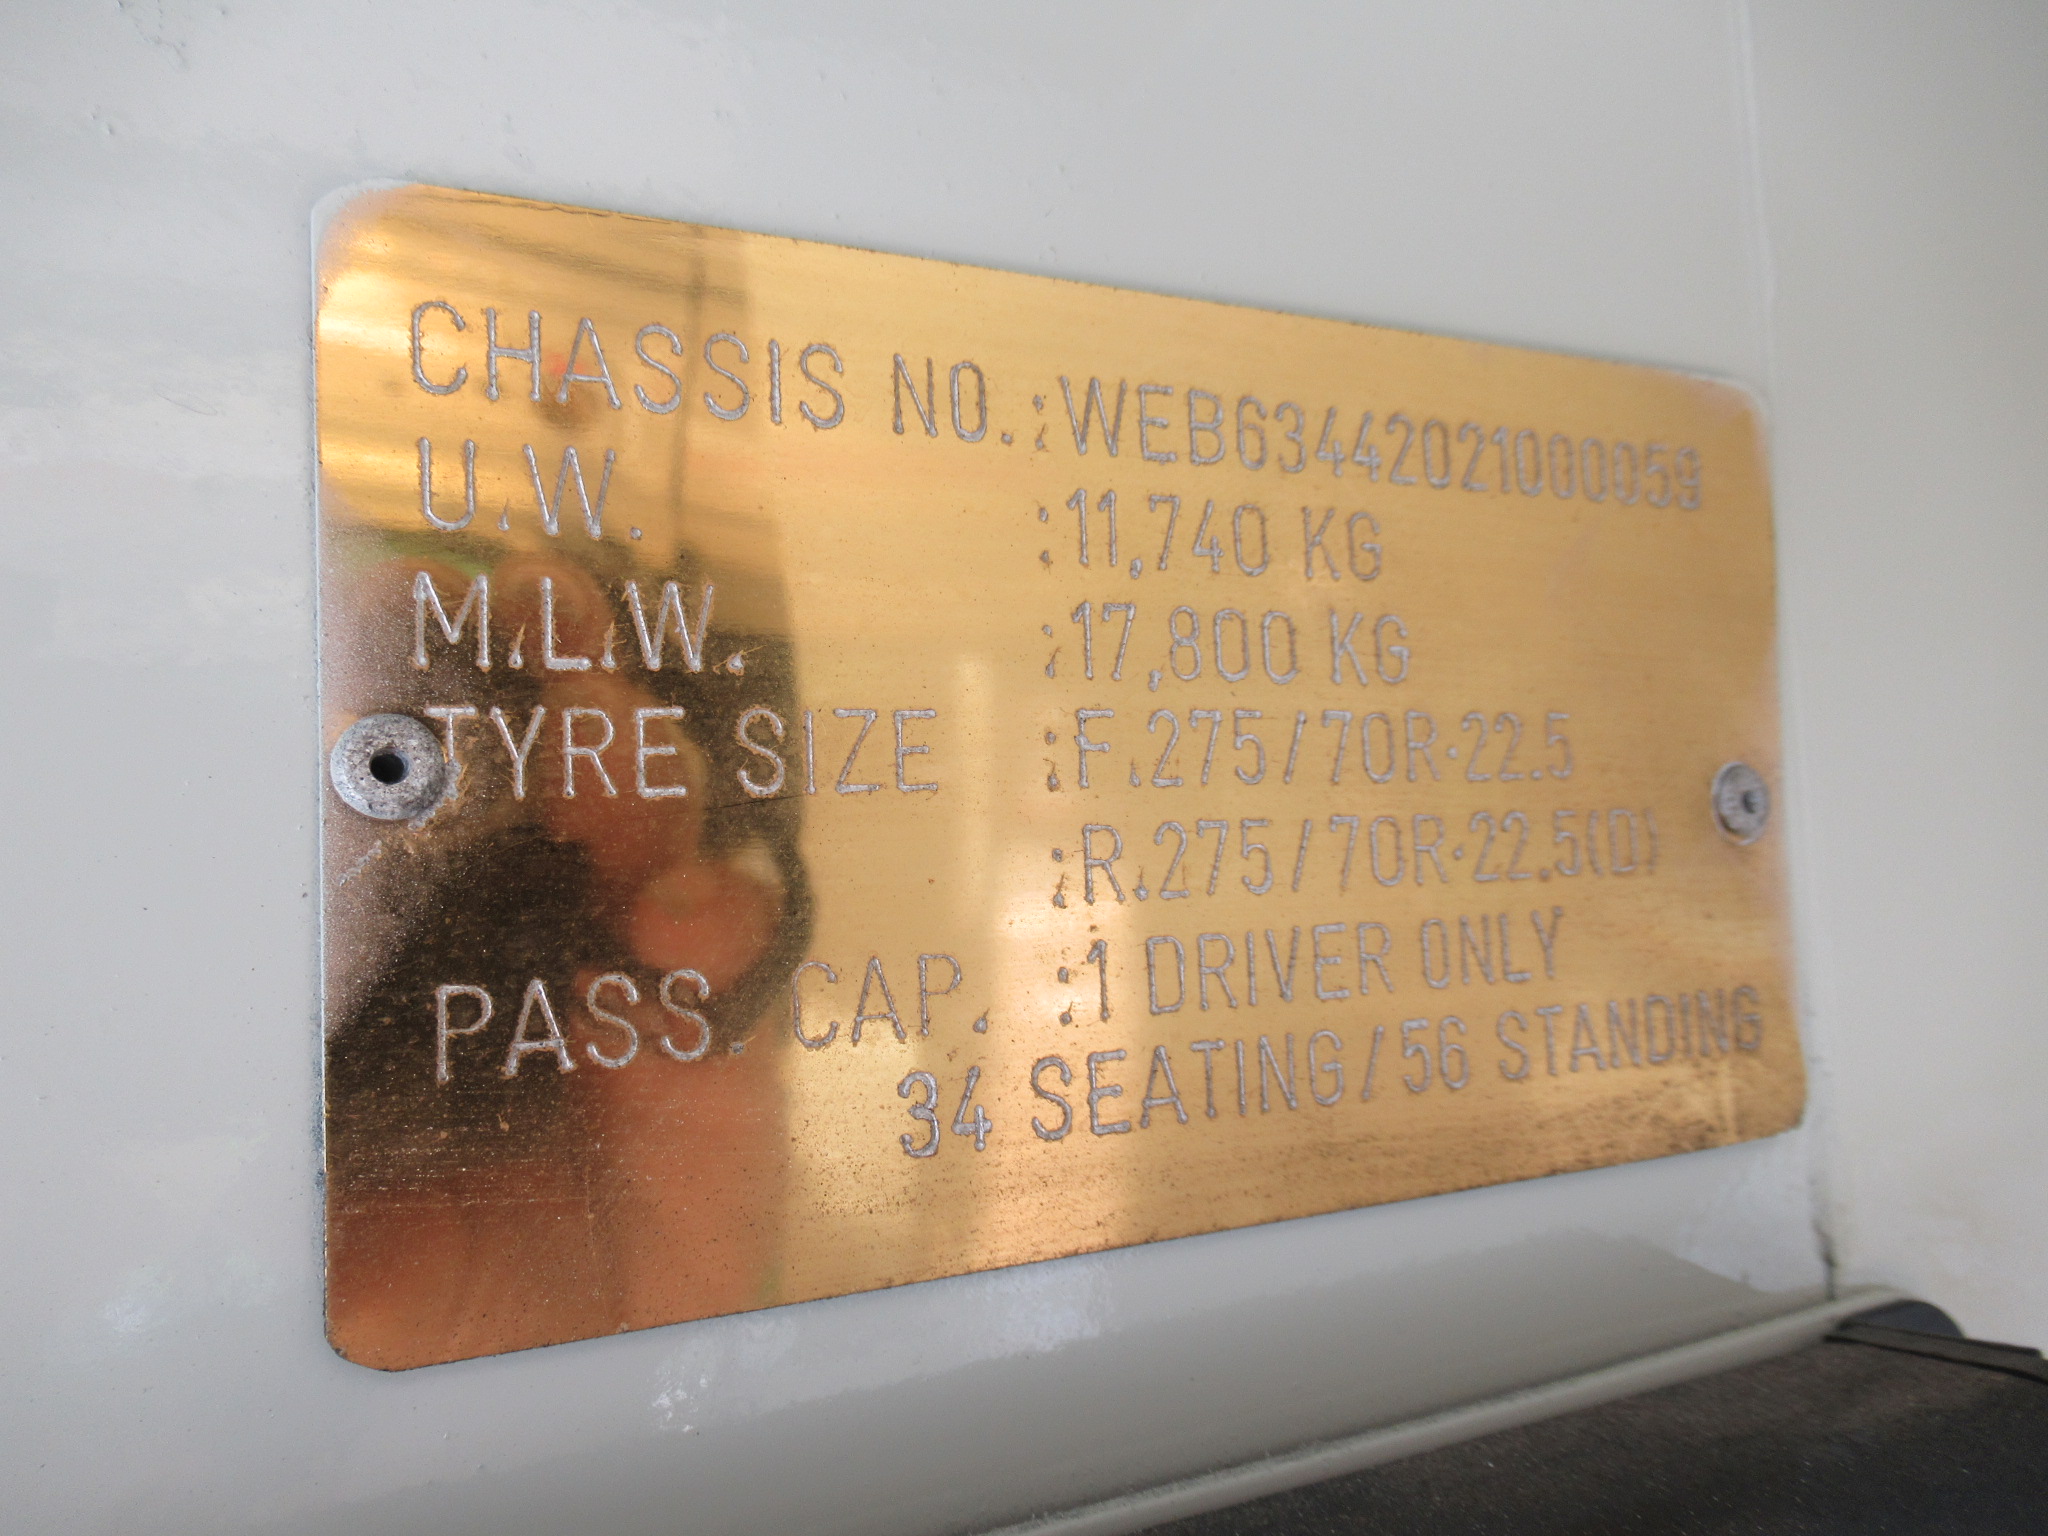 CHASSIS NO.:WEB63442021000059
U.W. :11,740 KG
M.L.W. :17,800 KG
TYRE SIZE :F.275/70R·22.5
:R.275/70R·22.5(D)
PASS. CAP. :1 DRIVER ONLY
34 SEATING/56 STANDING